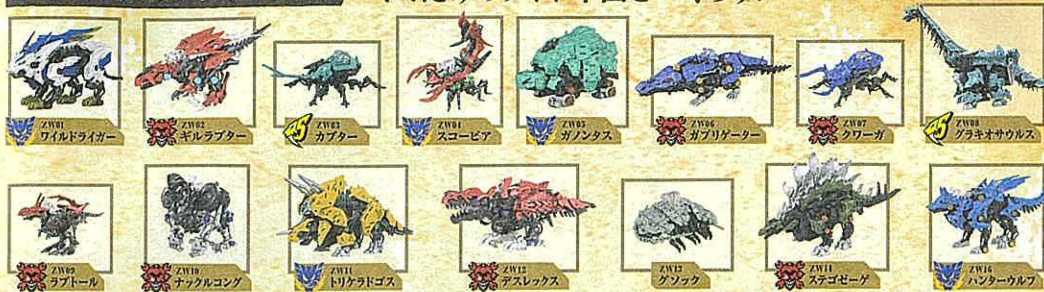 ZW01
ワイルドライガー
ZW02
ギルラプター
ZW03
カブター
ZW04
スコーピア
ZW05
ガノンタス
ZW06
ガブリゲーター
ZW07
クワーガ
ZW08
グラキオサウルス
ZW09
ラプトール
ZW10
ナックルコング
ZW11
トリケラドゴス
ZW12
デスレックス
ZW13
グソック
ZW14
ステゴゼーゲ
ZW16
ハンターウルフ